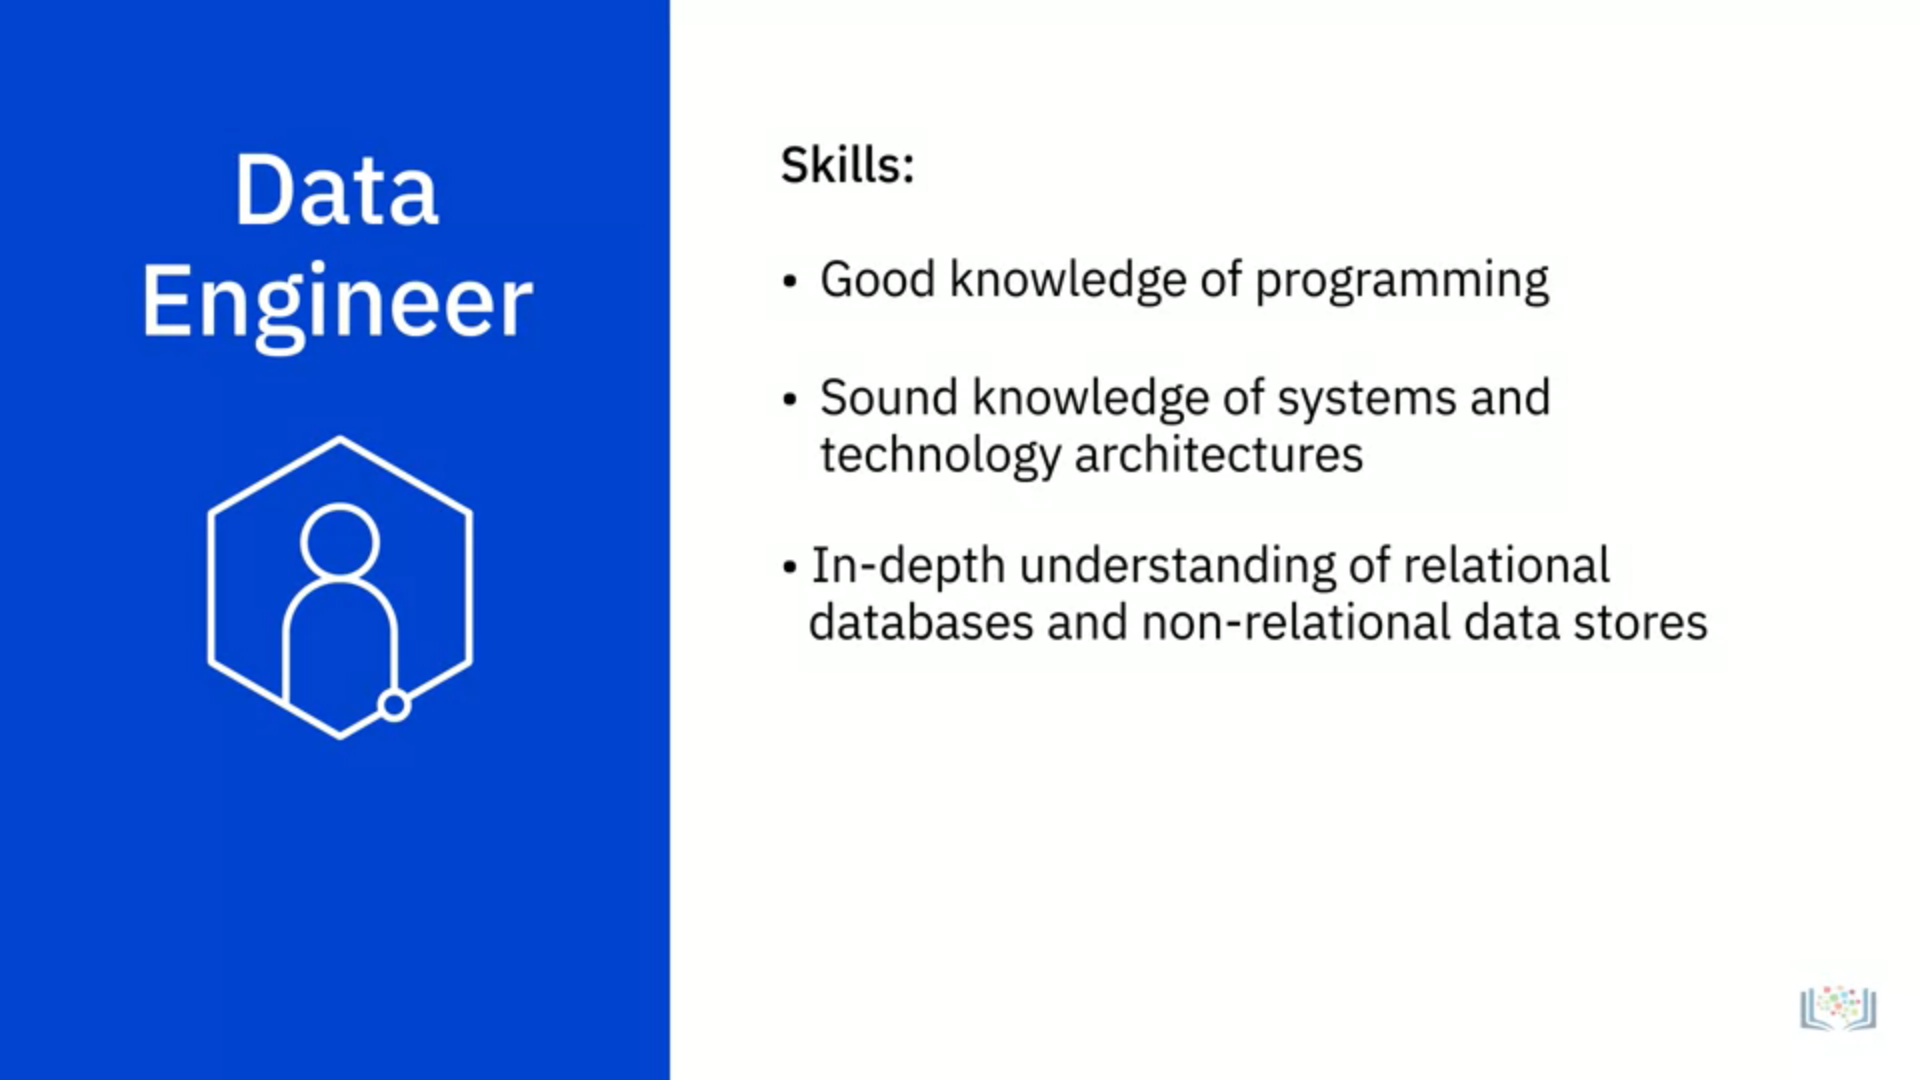 Data
Engineer
Skills:
• Good knowledge of programming
• Sound knowledge of systems and
technology architectures
• In-depth understanding of relational
databases and non-relational data stores